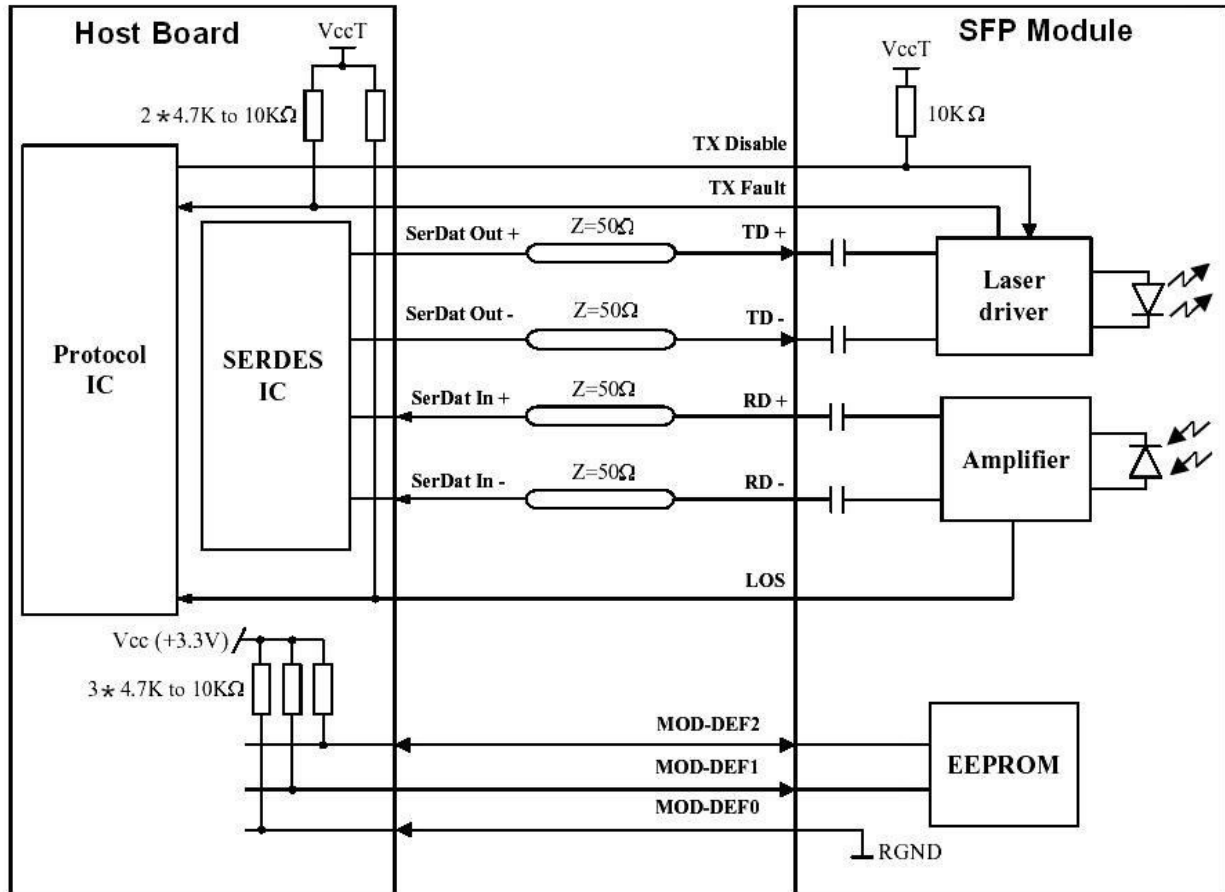 Host Board
SFP Module
VccT
VccT
2 * 4.7K to 10KΩ
10K Ω
TX Disable
TX Fault
SerDat Out +
Z=50Ω
TD +
SerDat Out -
Z=50Ω
TD -
Laser
driver
Protocol
IC
SERDES
IC
SerDat In +
Z=50Ω
RD +
Amplifier
SerDat In -
Z=50Ω
RD -
LOS
Vcc (+3.3V)
3 * 4.7K to 10KΩ
MOD-DEF2
MOD-DEF1
MOD-DEF0
EEPROM
RGND